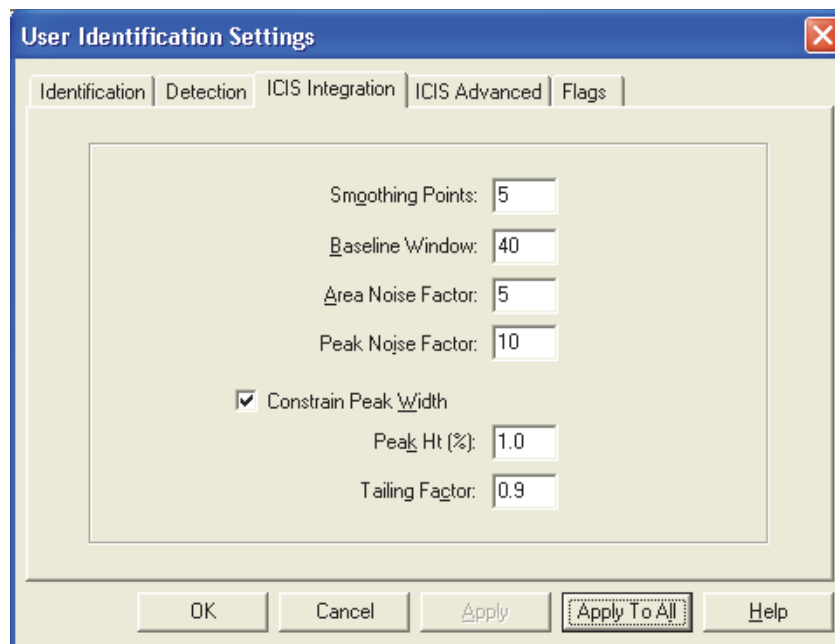 User Identification Settings
Identification Detection ICIS Integration ICIS Advanced Flags
Smoothing Points: 5
Baseline Window: 40
Area Noise Factor: 5
Peak Noise Factor: 10
Constrain Peak Width
Peak Ht (%): 1.0
Tailing Factor: 0.9
OK Cancel Apply Apply To All Help